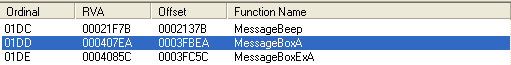 Ordinal RVA Offset Function Name
01DC 00021F7B 0002137B MessageBeep
01DD 000407EA 0003FBEA MessageBoxA
01DE 0004085C 0003FC5C MessageBoxExA